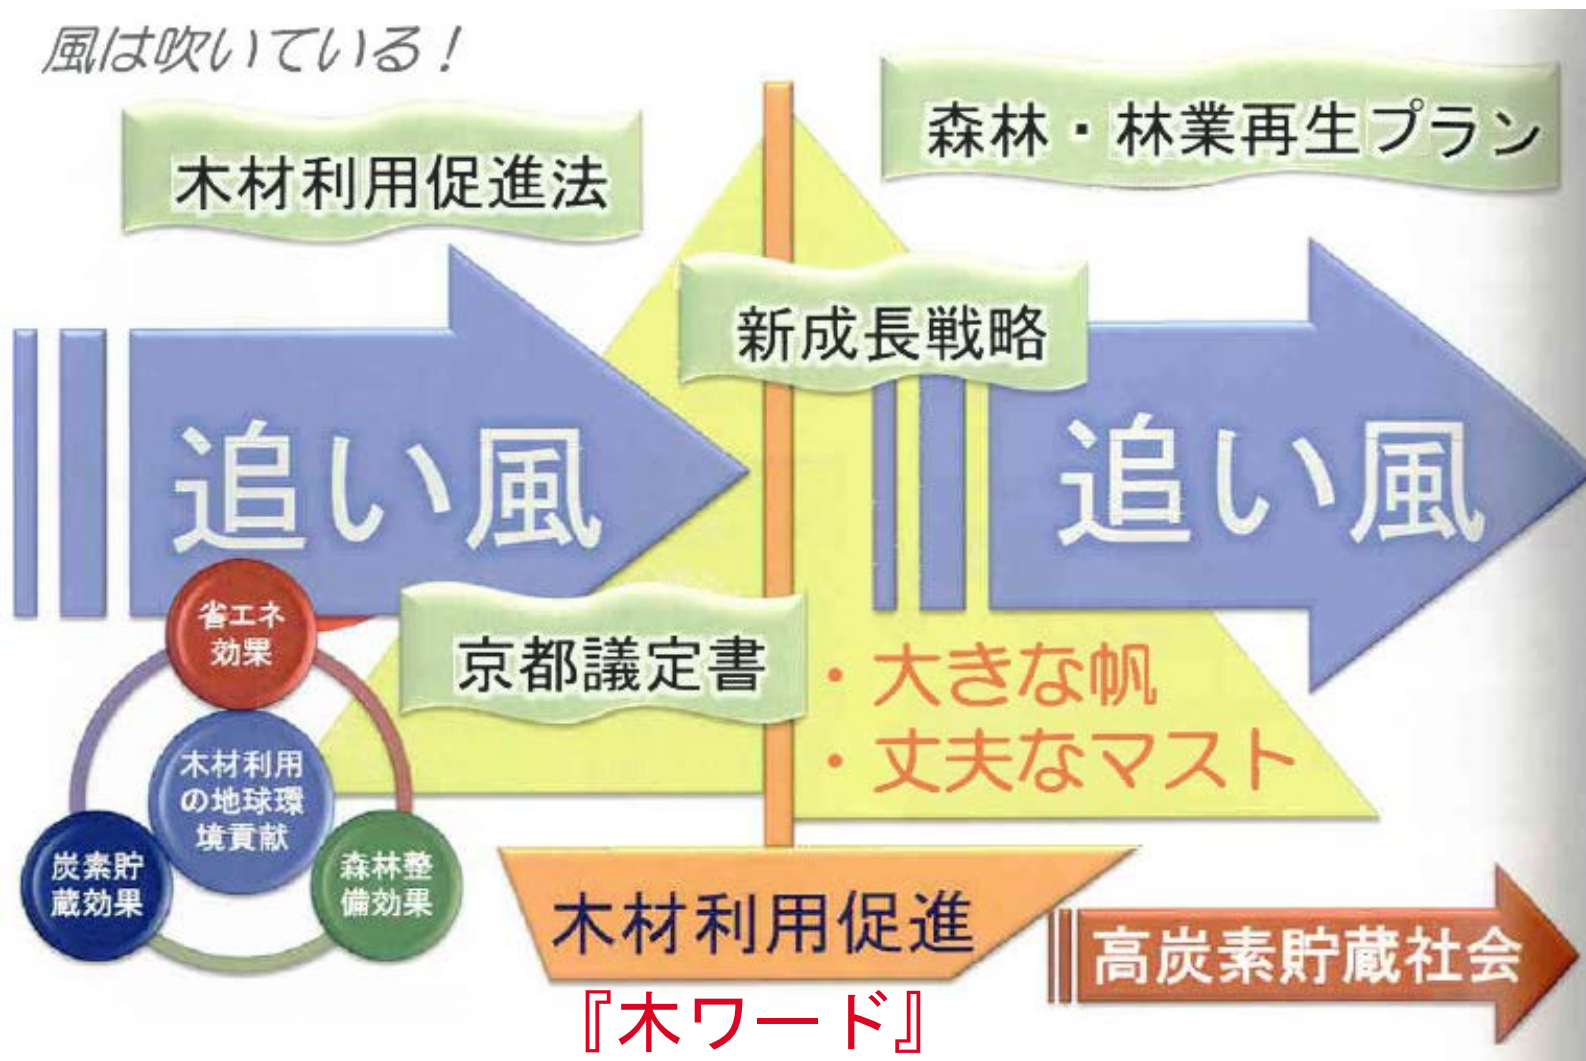 風は吹いている!
木材利用促進法
森林・林業再生プラン
新成長戦略
追い風
追い風
京都議定書
・大きな帆
・丈夫なマスト
省エネ
効果
木材利用
の地球環
境貢献
炭素貯
蔵効果
森林整
備効果
木材利用促進
高炭素貯蔵社会
『木ワード』